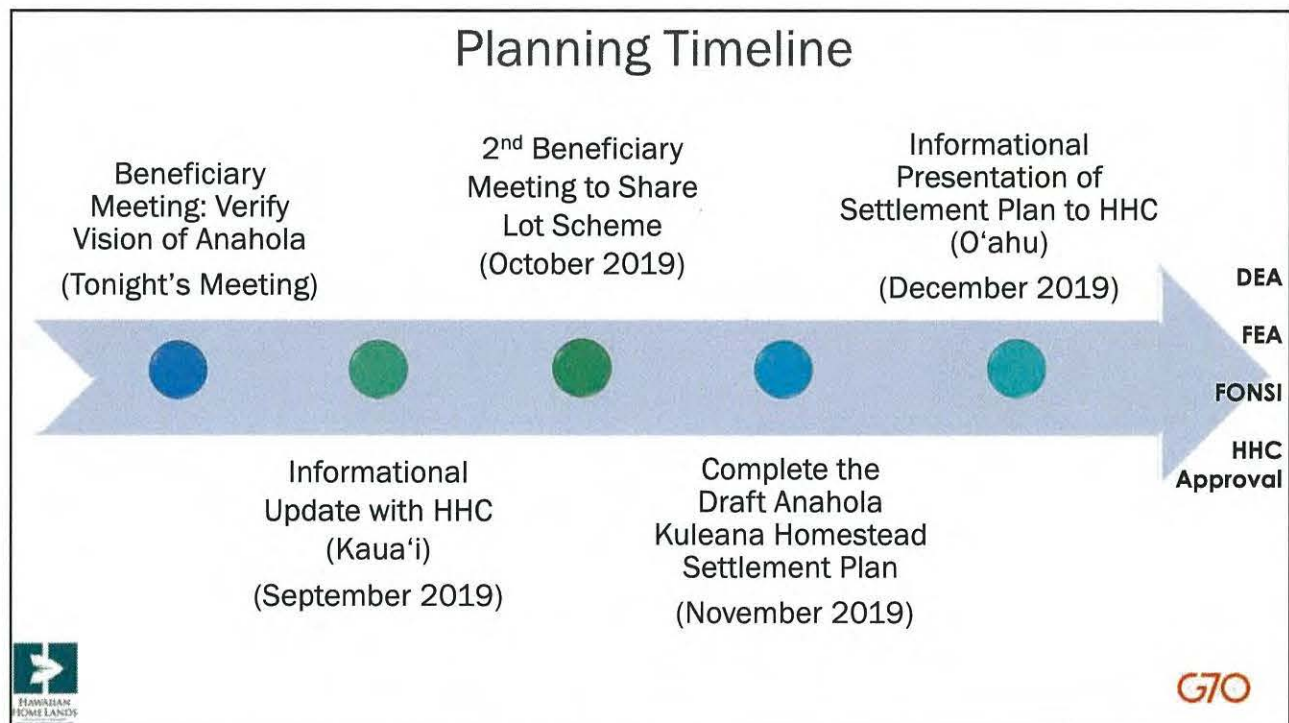 Planning Timeline
Beneficiary
Meeting: Verify
Vision of Anahola
(Tonight's Meeting)
Informational
Update with HHC
(Kauaʻi)
(September 2019)
2nd Beneficiary
Meeting to Share
Lot Scheme
(October 2019)
Complete the
Draft Anahola
Kuleana Homestead
Settlement Plan
(November 2019)
Informational
Presentation of
Settlement Plan to HHC
(Oʻahu)
(December 2019)
DEA
FEA
FONSI
HHC
Approval
HAWAIIAN
HOME LANDS
G70